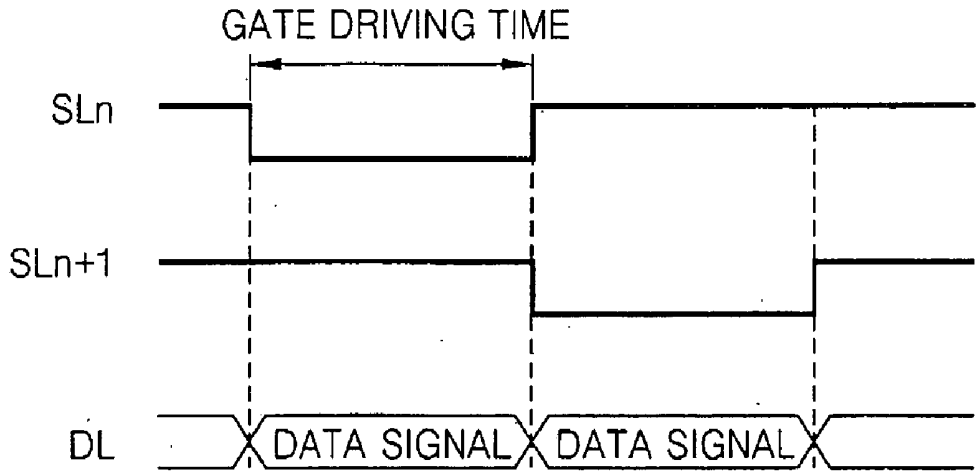 GATE DRIVING TIME
SLn
SLn+1
DL DATA SIGNAL DATA SIGNAL